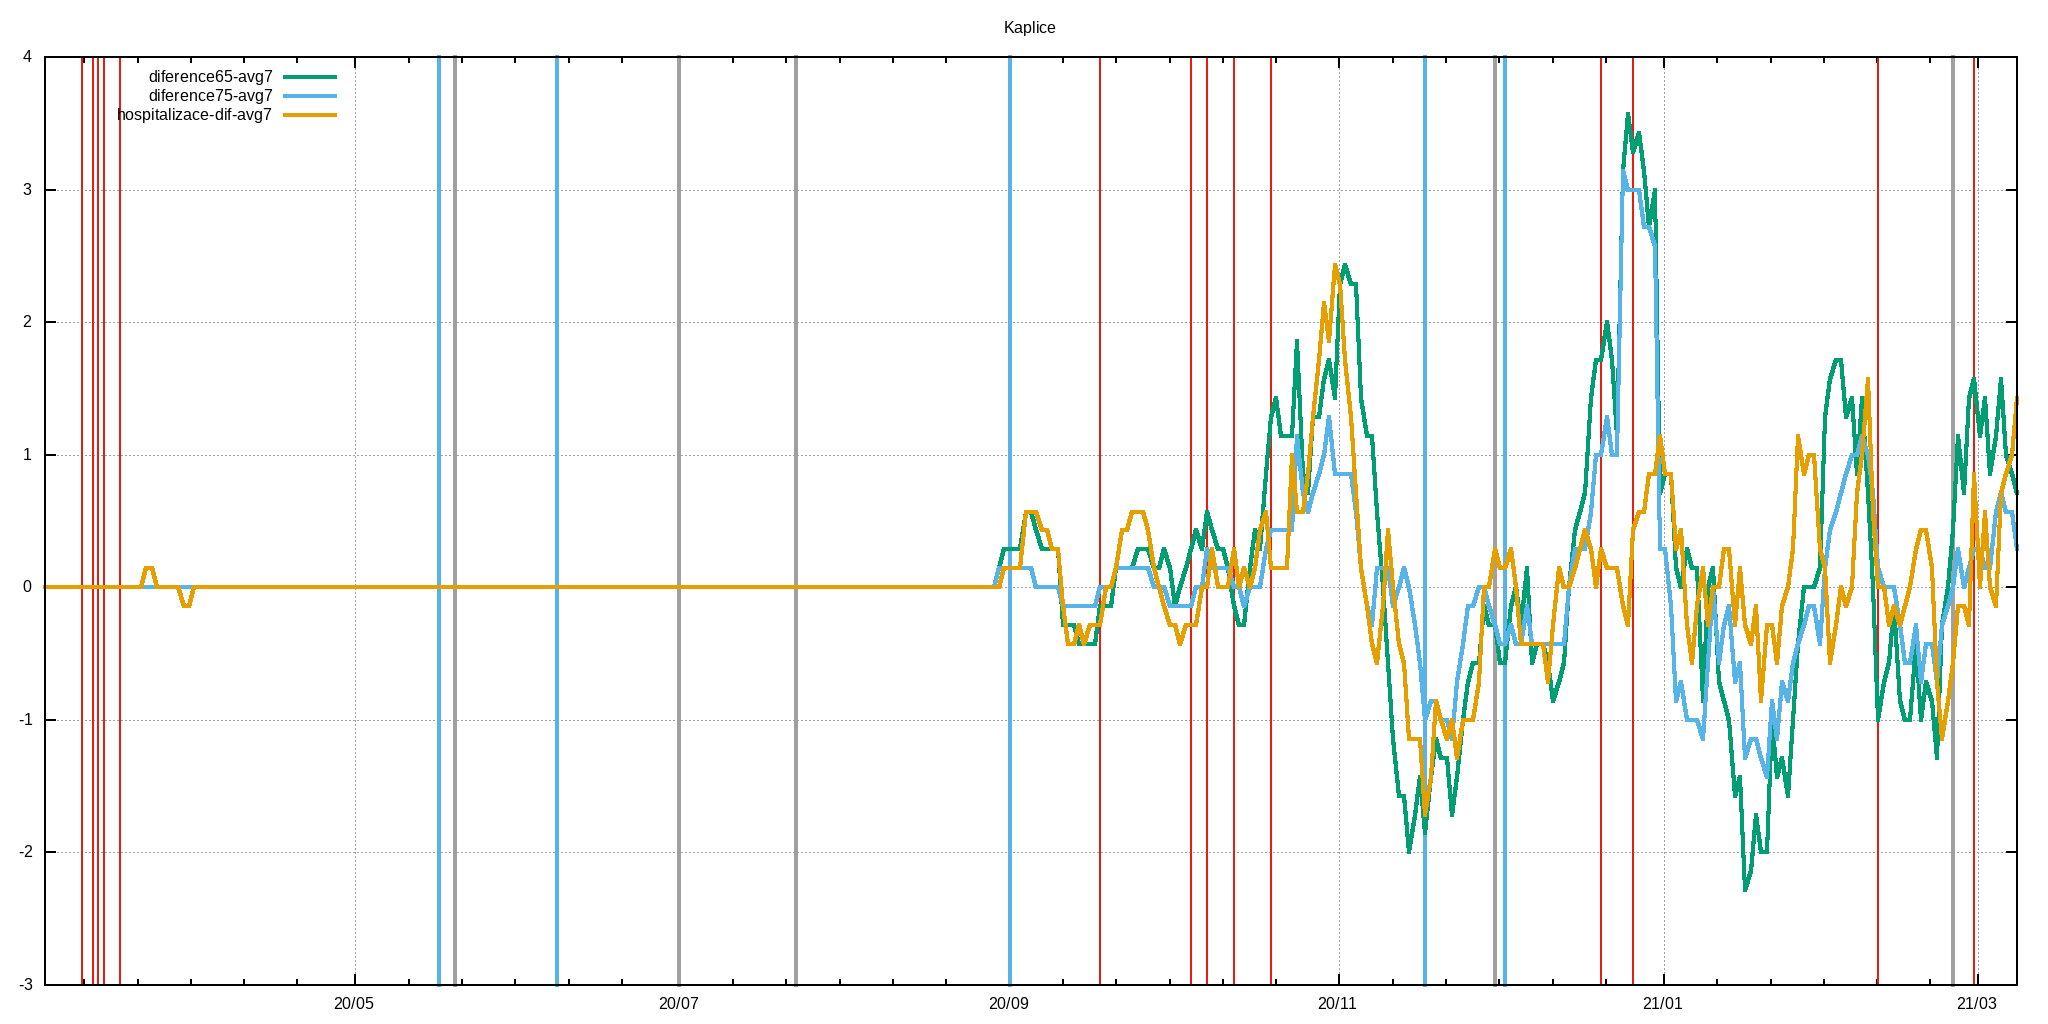 Kaplice
diference65-avg7
diference75-avg7
hospitalizace-dif-avg7
4
3
2
1
0
-1
-2
-3
20/05 20/07 20/09 20/11 21/01 21/03